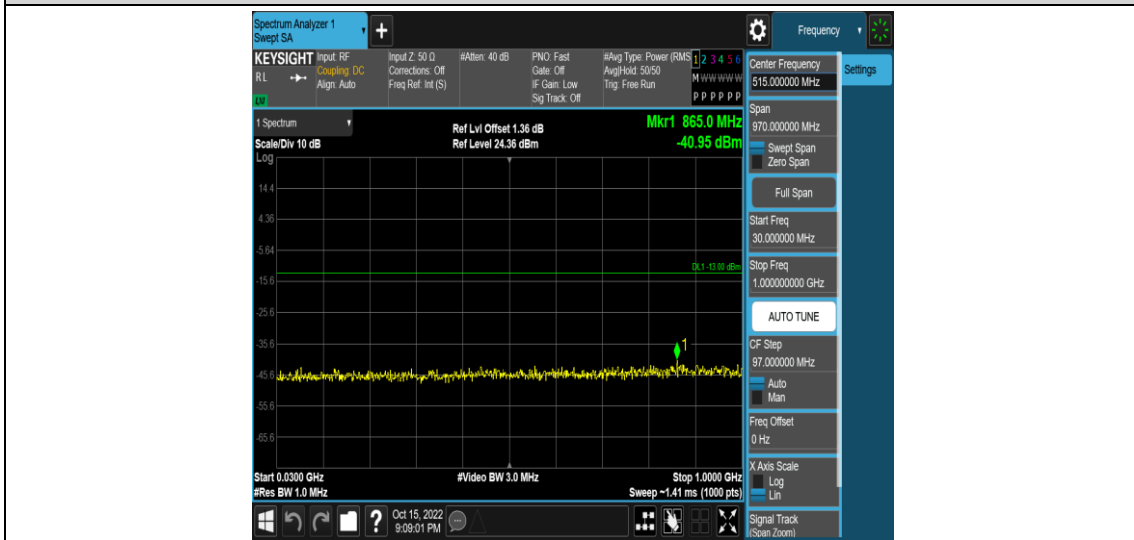 Spectrum Analyzer 1
Swept SA
+
Frequency
KEYSIGHT
RL
LXI
Input: RF
Coupling: DC
Align: Auto
Input Z: 50 Ω
Corrections: Off
Freq Ref: Int (S)
#Atten: 40 dB
PNO: Fast
Gate: Off
IF Gain: Low
Sig Track: Off
#Avg Type: Power (RMS
Avg|Hold: 50/50
Trig: Free Run
1 2 3 4 5 6
M W W W W W
P P P P P P
1 Spectrum
Scale/Div 10 dB
Log
Ref Lvl Offset 1.36 dB
Ref Level 24.36 dBm
Mkr1 865.0 MHz
-40.95 dBm
14.4
4.36
-5.64
DL1 -13.00 dBm
-15.6
-25.6
-35.6
1
-45.6
-55.6
-65.6
Start 0.0300 GHz
#Res BW 1.0 MHz
#Video BW 3.0 MHz
Stop 1.0000 GHz
Sweep ~1.41 ms (1000 pts)
?
Oct 15, 2022
9:09:01 PM
Center Frequency
515.000000 MHz
Settings
Span
970.000000 MHz
Swept Span
Zero Span
Full Span
Start Freq
30.000000 MHz
Stop Freq
1.000000000 GHz
AUTO TUNE
CF Step
97.000000 MHz
Auto
Man
Freq Offset
0 Hz
X Axis Scale
Log
Lin
Signal Track
(Span Zoom)